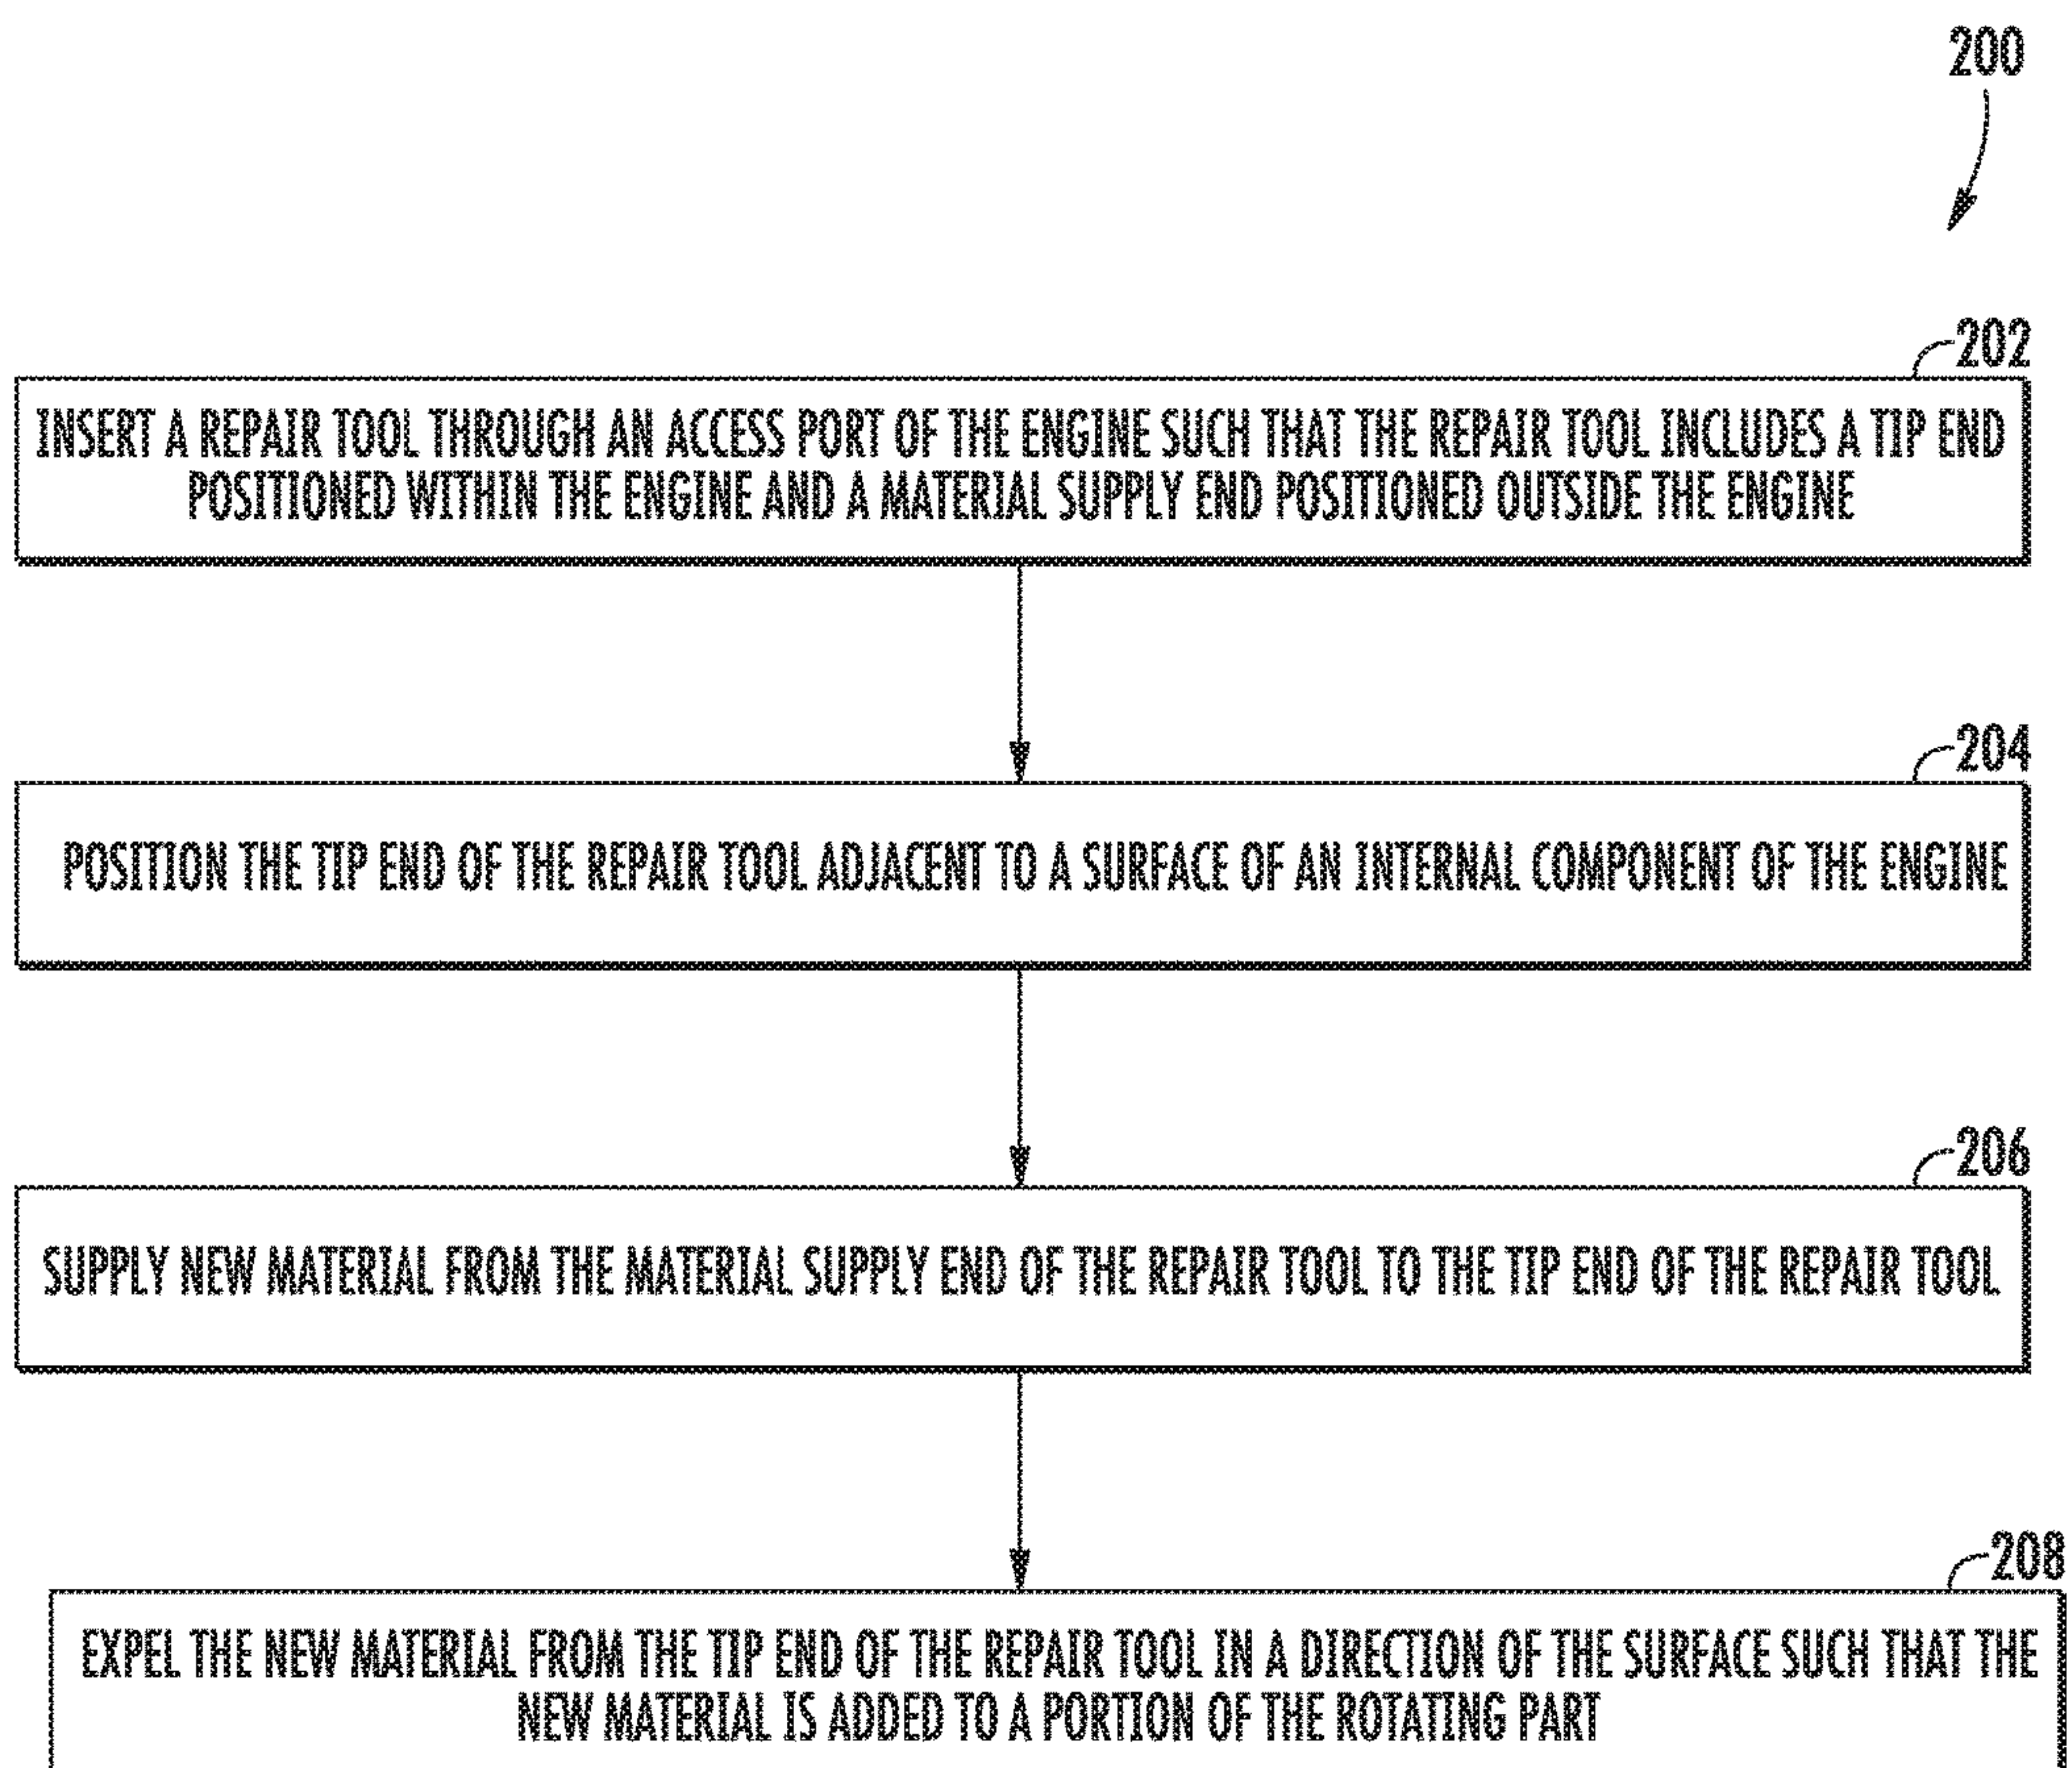 200
202
INSERT A REPAIR TOOL THROUGH AN ACCESS PORT OF THE ENGINE SUCH THAT THE REPAIR TOOL INCLUDES A TIP END
POSITIONED WITHIN THE ENGINE AND A MATERIAL SUPPLY END POSITIONED OUTSIDE THE ENGINE
204
POSITION THE TIP END OF THE REPAIR TOOL ADJACENT TO A SURFACE OF AN INTERNAL COMPONENT OF THE ENGINE
206
SUPPLY NEW MATERIAL FROM THE MATERIAL SUPPLY END OF THE REPAIR TOOL TO THE TIP END OF THE REPAIR TOOL
208
EXPEL THE NEW MATERIAL FROM THE TIP END OF THE REPAIR TOOL IN A DIRECTION OF THE SURFACE SUCH THAT THE
NEW MATERIAL IS ADDED TO A PORTION OF THE ROTATING PART